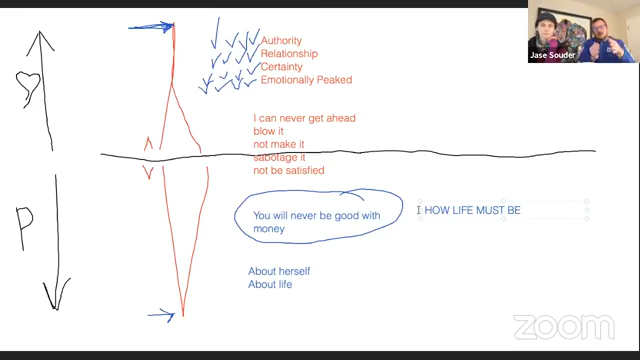 Authority
Relationship
Certainty
Emotionally Peaked
Jase Souder
I can never get ahead
blow it
not make it
sabotage it
not be satisfied
P
You will never be good with
money
HOW LIFE MUST BE
About herself
About life
zoom